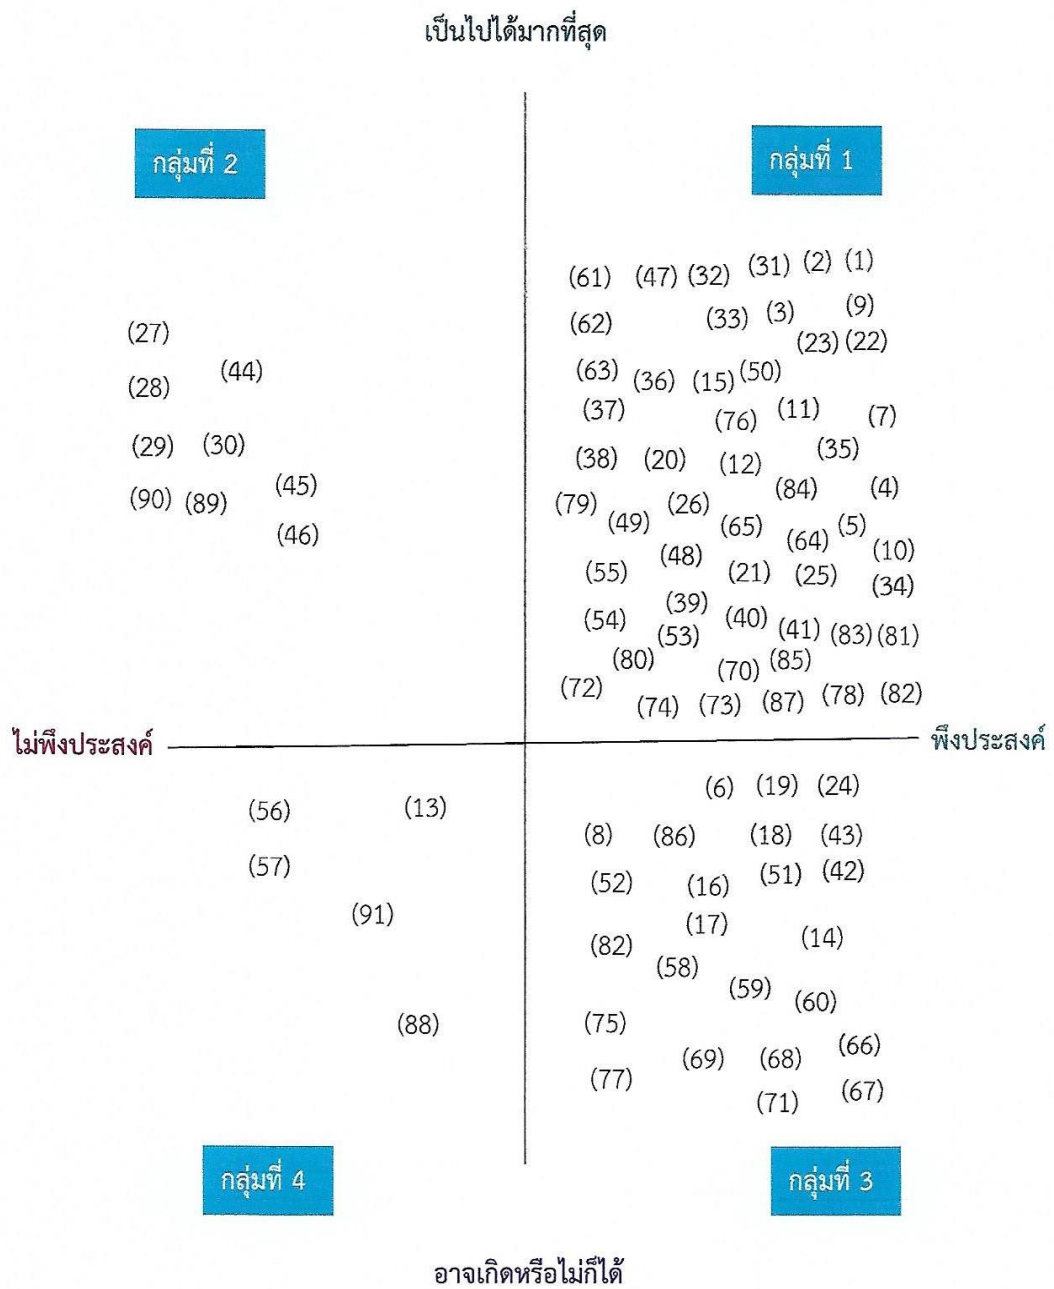 เป็นไปได้มากที่สุด
กลุ่มที่ 2
กลุ่มที่ 1
(61) (47) (32) (31) (2) (1)
(62) (33) (3) (9)
(23) (22)
(27)
(28) (44)
(63) (36) (15) (50)
(37) (76) (11) (7)
(29) (30)
(38) (20) (12) (35)
(90) (89) (45)
(79) (49) (26) (84) (4)
(46)
(65) (64) (5) (10)
(55) (48) (21) (25) (34)
(54) (39) (40) (41) (83) (81)
(53)
(80) (70) (85)
(72) (74) (73) (87) (78) (82)
ไม่พึงประสงค์
พึงประสงค์
(6) (19) (24)
(56) (13)
(8) (86) (18) (43)
(57)
(52) (16) (51) (42)
(91)
(17) (14)
(82) (58)
(59) (60)
(88)
(75) (69) (68) (66)
(77) (71) (67)
กลุ่มที่ 4
กลุ่มที่ 3
อาจเกิดหรือไม่ก็ได้